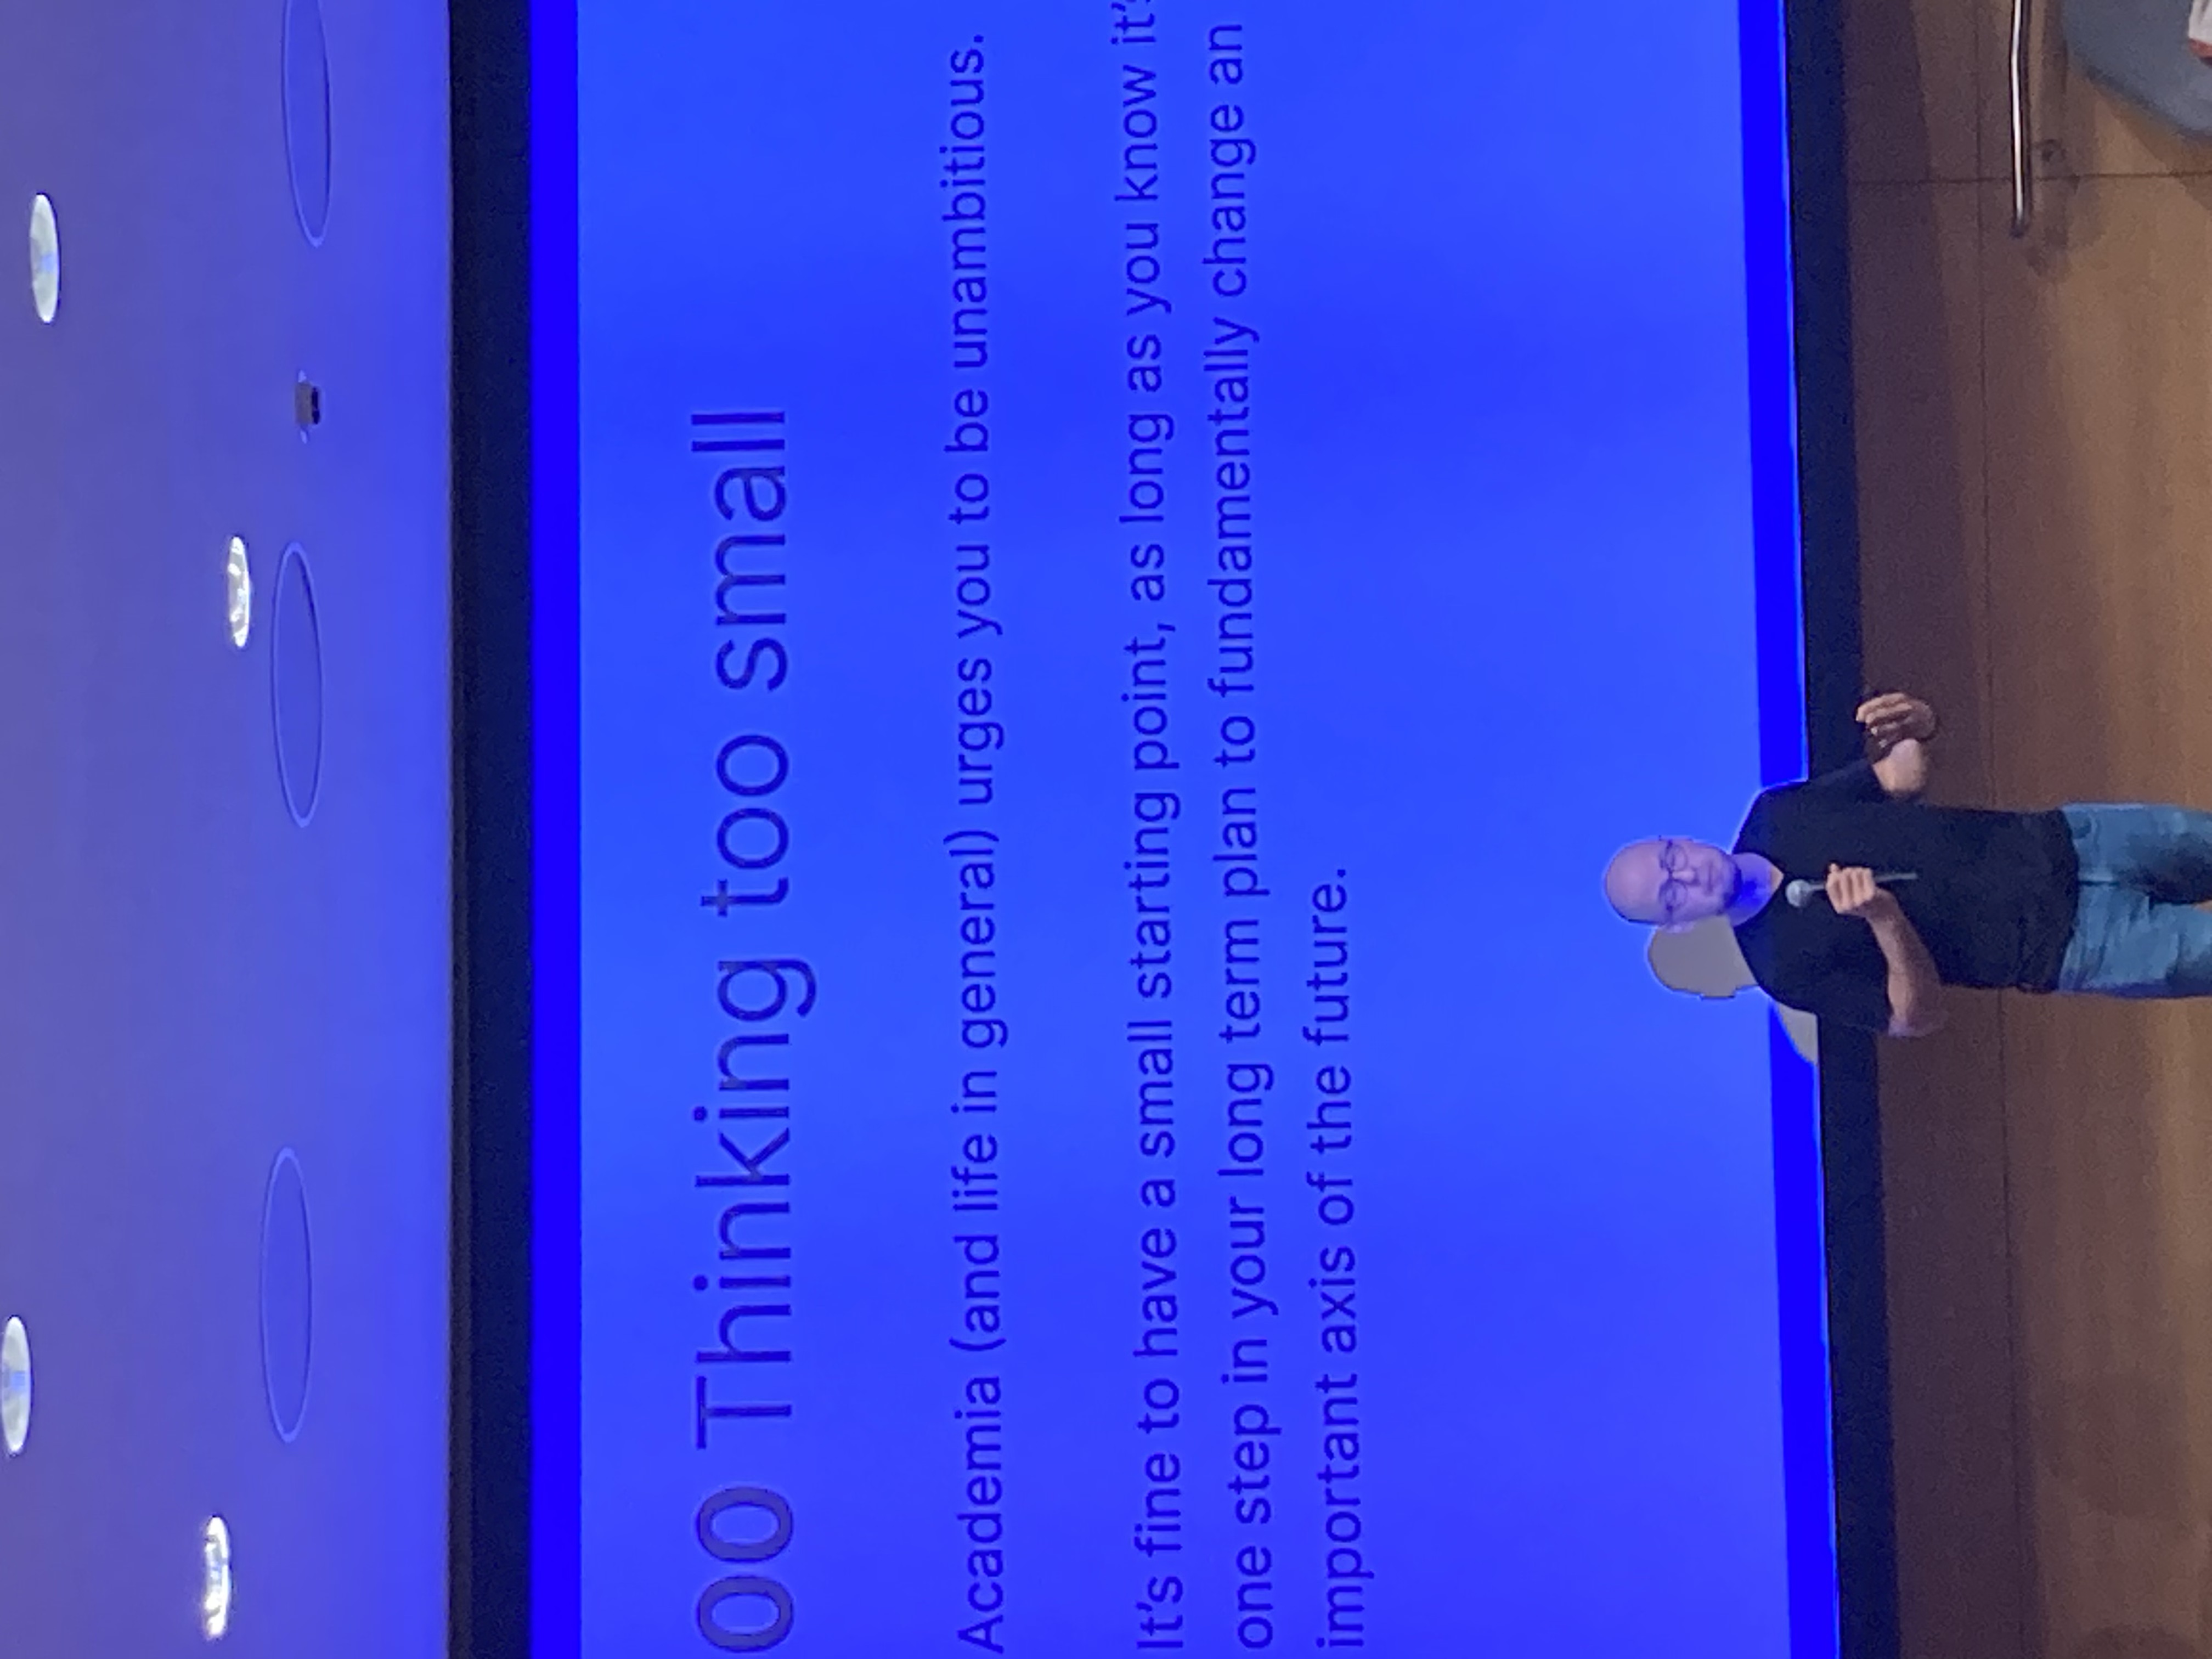 00 Thinking too small
Academia (and life in general) urges you to be unambitious.
It’s fine to have a small starting point, as long as you know it’s
one step in your long term plan to fundamentally change an
important axis of the future.